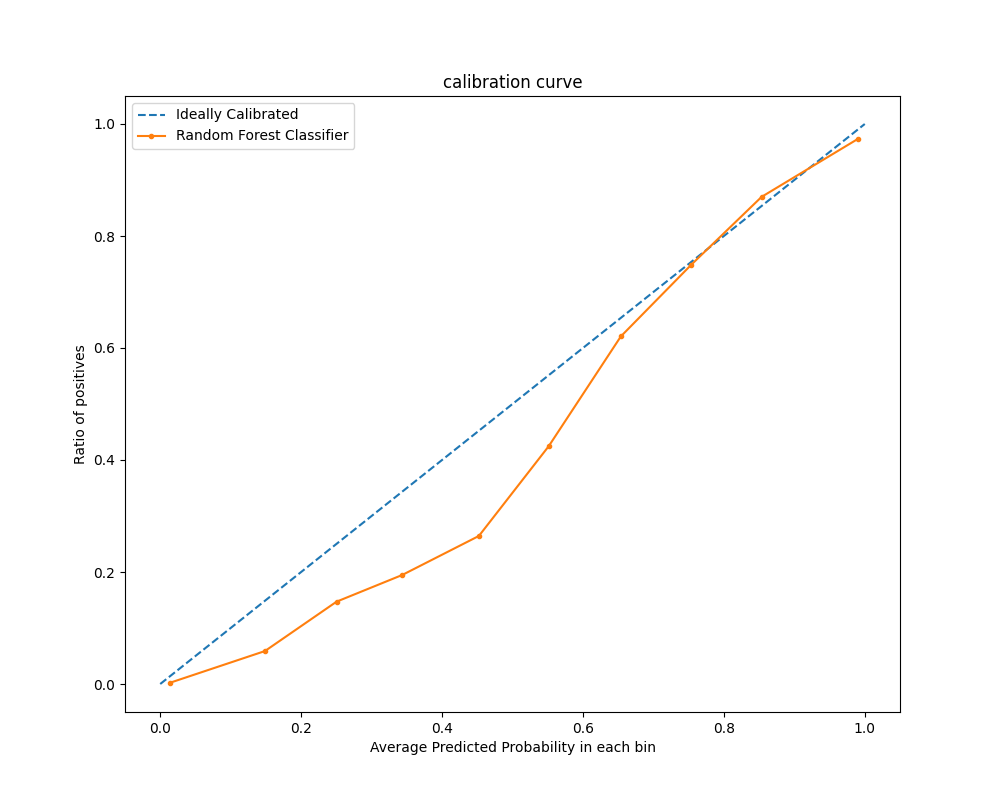 calibration curve
Ideally Calibrated
Random Forest Classifier
Ratio of positives
1.0
0.8
0.6
0.4
0.2
0.0
0.0 0.2 0.4 0.6 0.8 1.0
Average Predicted Probability in each bin